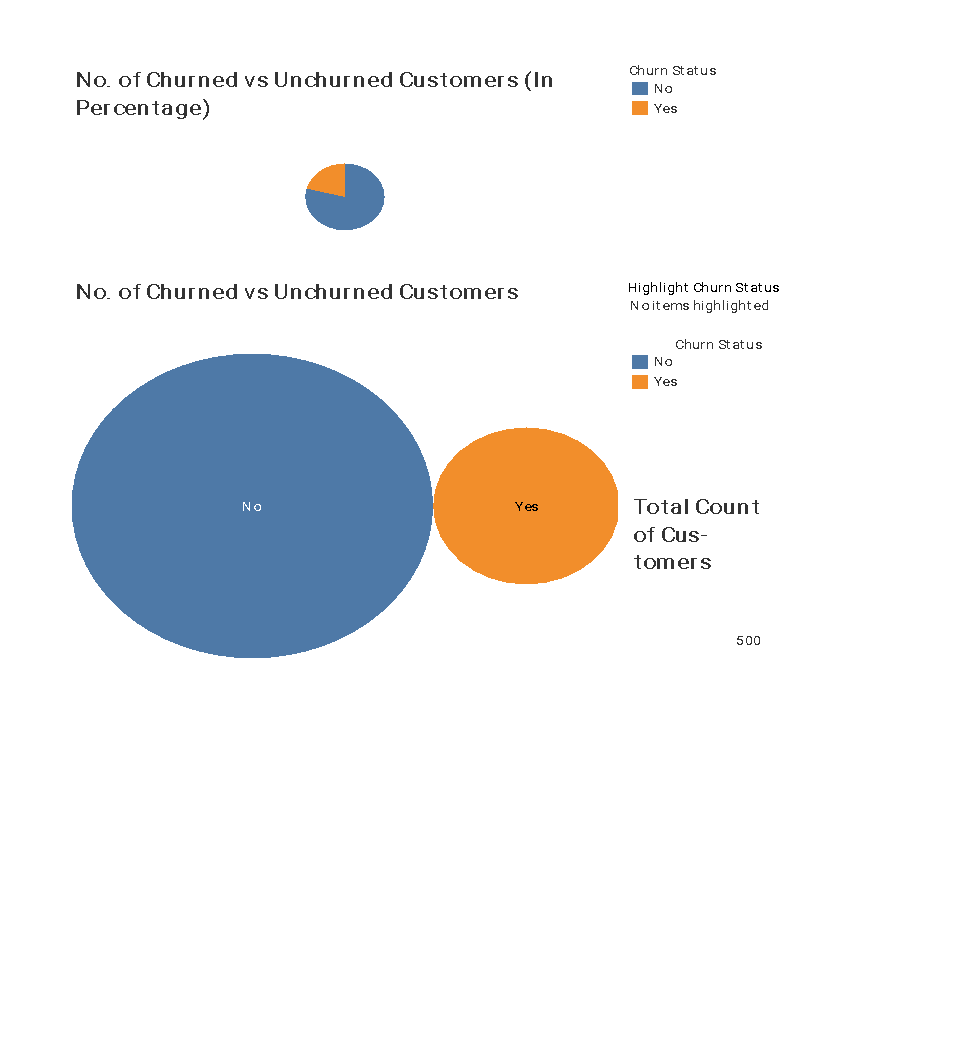 No. of Churned vs Unchurned Customers (In
Percentage)
Churn Status
No
Yes
No. of Churned vs Unchurned Customers
Highlight Churn Status
No items highlighted
Churn Status
No
Yes
No
Yes
Total Count
of Cus-
tomers
500